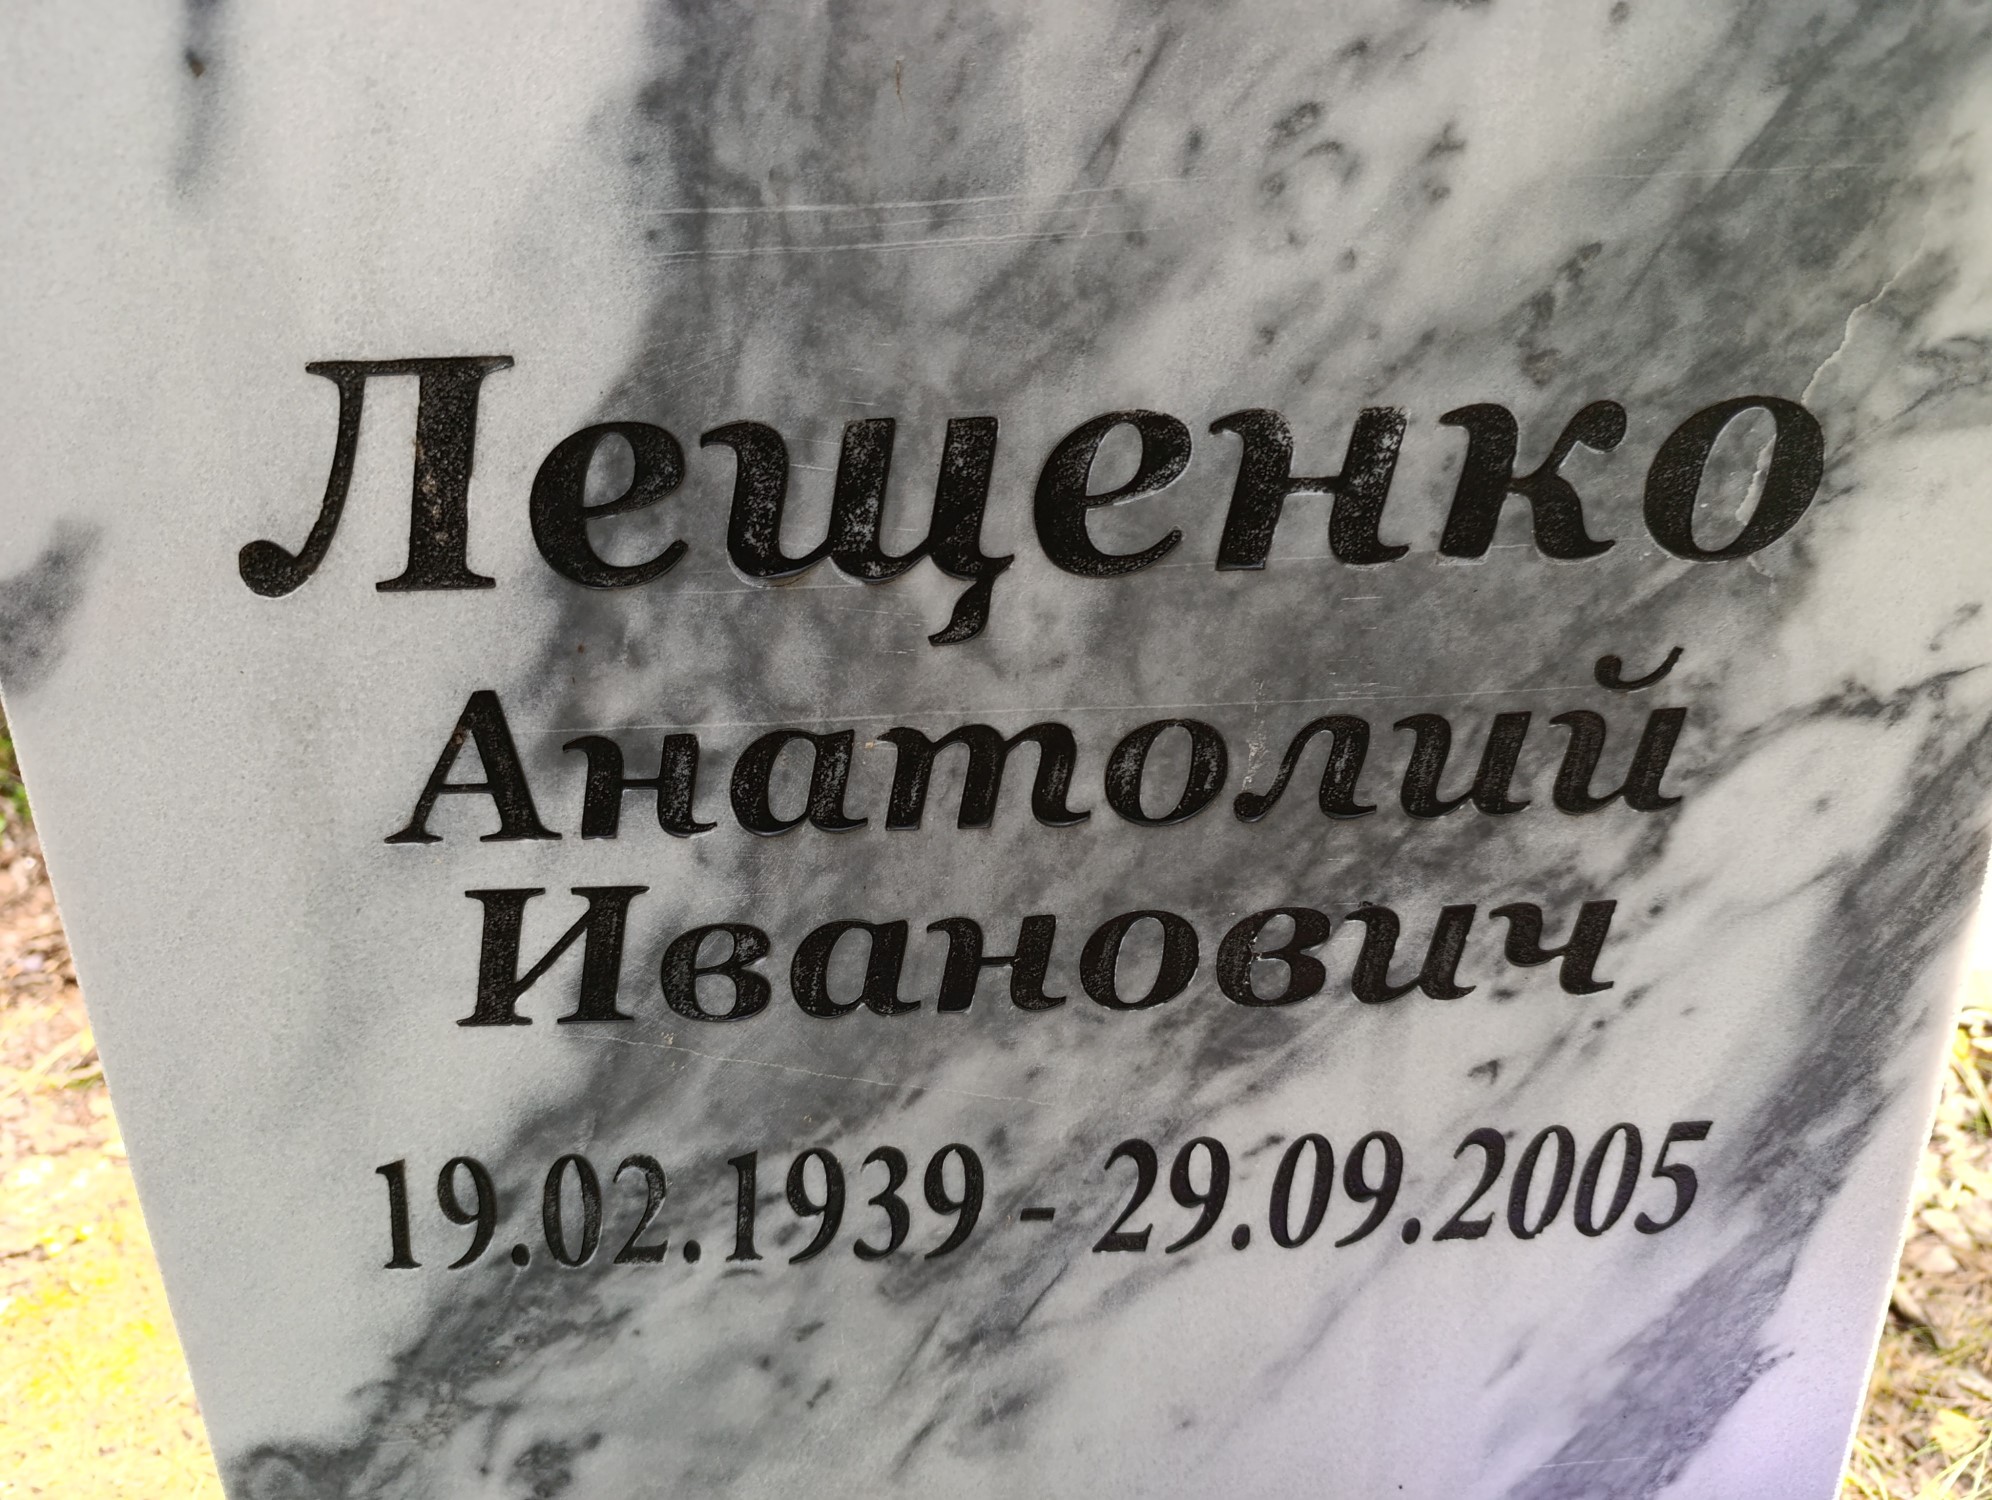 Лещенко
Анатолий
Иванович
19.02.1939 - 29.09.2005